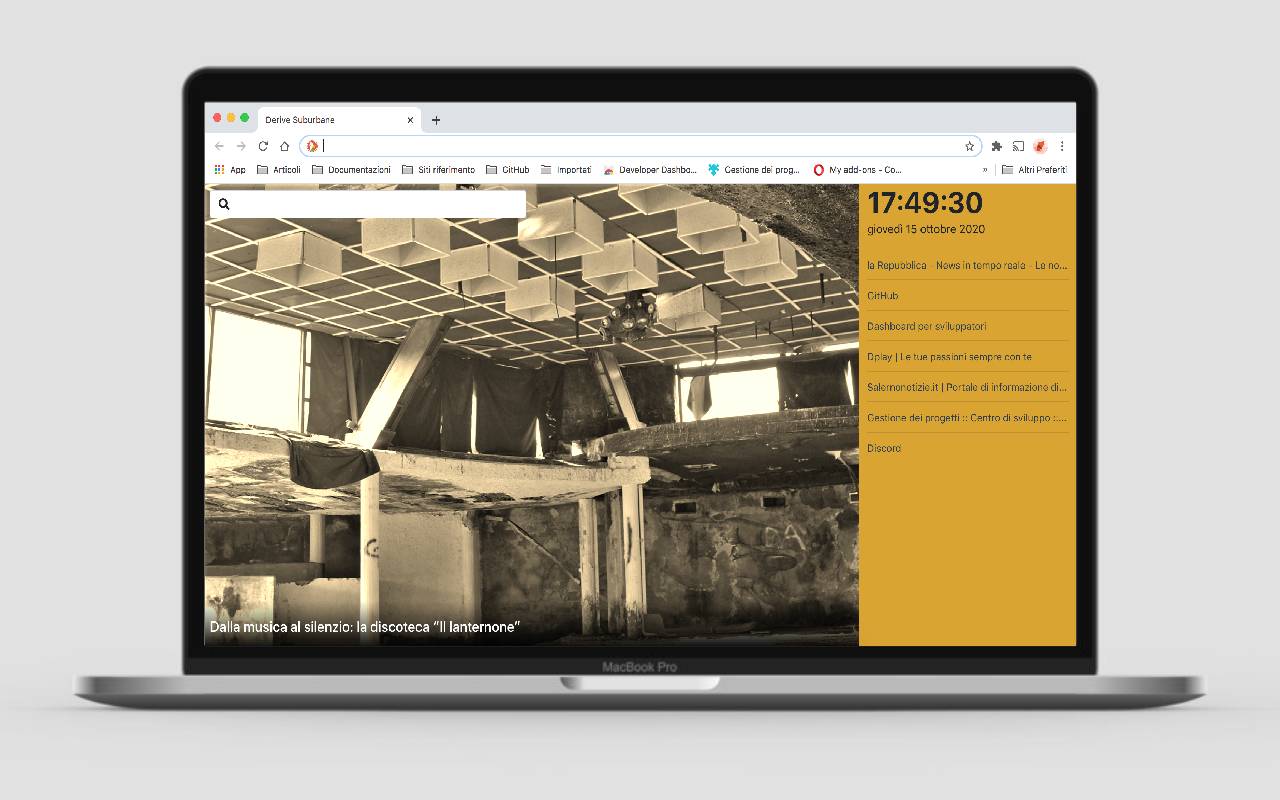 Derive Suburbane
App Articoli Documentazioni Siti riferimento GitHub Importati Developer Dashbo... Gestione dei prog... My add-ons - Co... » Altri Preferiti
17:49:30
giovedì 15 ottobre 2020
la Repubblica - News in tempo reale - Le no...
GitHub
Dashboard per sviluppatori
Dplay | Le tue passioni sempre con te
Salernonotizie.it | Portale di informazione di...
Gestione dei progetti :: Centro di sviluppo ::...
Discord
DA
Dalla musica al silenzio: la discoteca “Il lanternone”
MacBook Pro